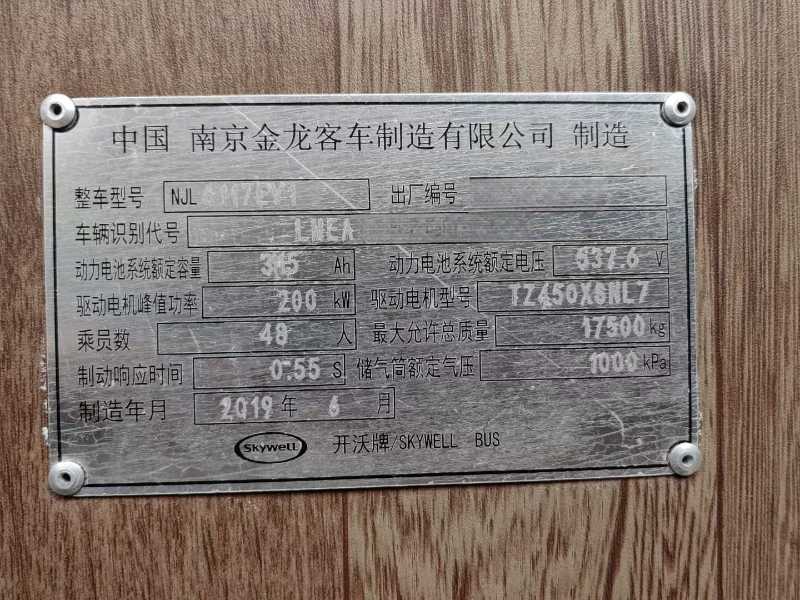 中国 南京金龙客车制造有限公司 制造
整车型号 NJL6117EV1 出厂编号
车辆识别代号 LMEA
动力电池系统额定容量 Ah 动力电池系统额定电压 537.6 V
驱动电机峰值功率 200 kW 驱动电机型号 TZ450XSNL7
乘员数 48 人 最大允许总质量 17500 kg
制动响应时间 0.55 S 储气筒额定气压 1000 kPa
制造年月 2019 年 6 月
Skywell 开沃牌/SKYWELL BUS